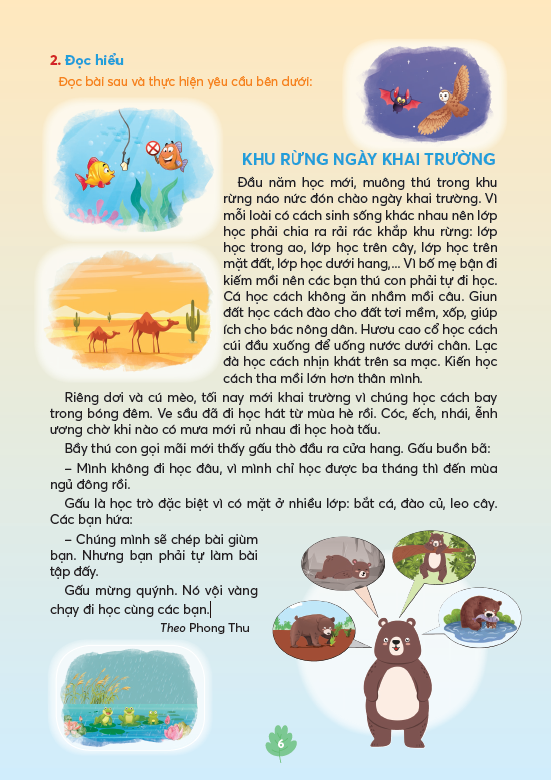 2. Đọc hiểu
Đọc bài sau và thực hiện yêu cầu bên dưới:
KHU RỪNG NGÀY KHAI TRƯỜNG
Đầu năm học mới, muông thú trong khu
rừng náo nức đón chào ngày khai trường. Vì
mỗi loài có cách sinh sống khác nhau nên lớp
học phải chia ra rải rác khắp khu rừng: lớp
học trong ao, lớp học trên cây, lớp học trên
mặt đất, lớp học dưới hang,... Vì bố mẹ bận đi
kiếm mồi nên các bạn thú con phải tự đi học.
Cá học cách không ăn nhầm mồi câu. Giun
đất học cách đào cho đất tơi mềm, xốp, giúp
ích cho bác nông dân. Hươu cao cổ học cách
cúi đầu xuống để uống nước dưới chân. Lạc
đà học cách nhịn khát trên sa mạc. Kiến học
cách tha mồi lớn hơn thân mình.
Riêng dơi và cú mèo, tối nay mới khai trường vì chúng học cách bay
trong bóng đêm. Ve sầu đã đi học hát từ mùa hè rồi. Cóc, ếch, nhái, ễnh
ương chờ khi nào có mưa mới rủ nhau đi học hoà tấu.
Bầy thú con gọi mãi mới thấy gấu thò đầu ra cửa hang. Gấu buồn bã:
– Mình không đi học đâu, vì mình chỉ học được ba tháng thì đến mùa
ngủ đông rồi.
Gấu là học trò đặc biệt vì có mặt ở nhiều lớp: bắt cá, đào củ, leo cây.
Các bạn hứa:
– Chúng mình sẽ chép bài giùm
bạn. Nhưng bạn phải tự làm bài
tập đấy.
Gấu mừng quýnh. Nó vội vàng
chạy đi học cùng các bạn.
Theo Phong Thu
6